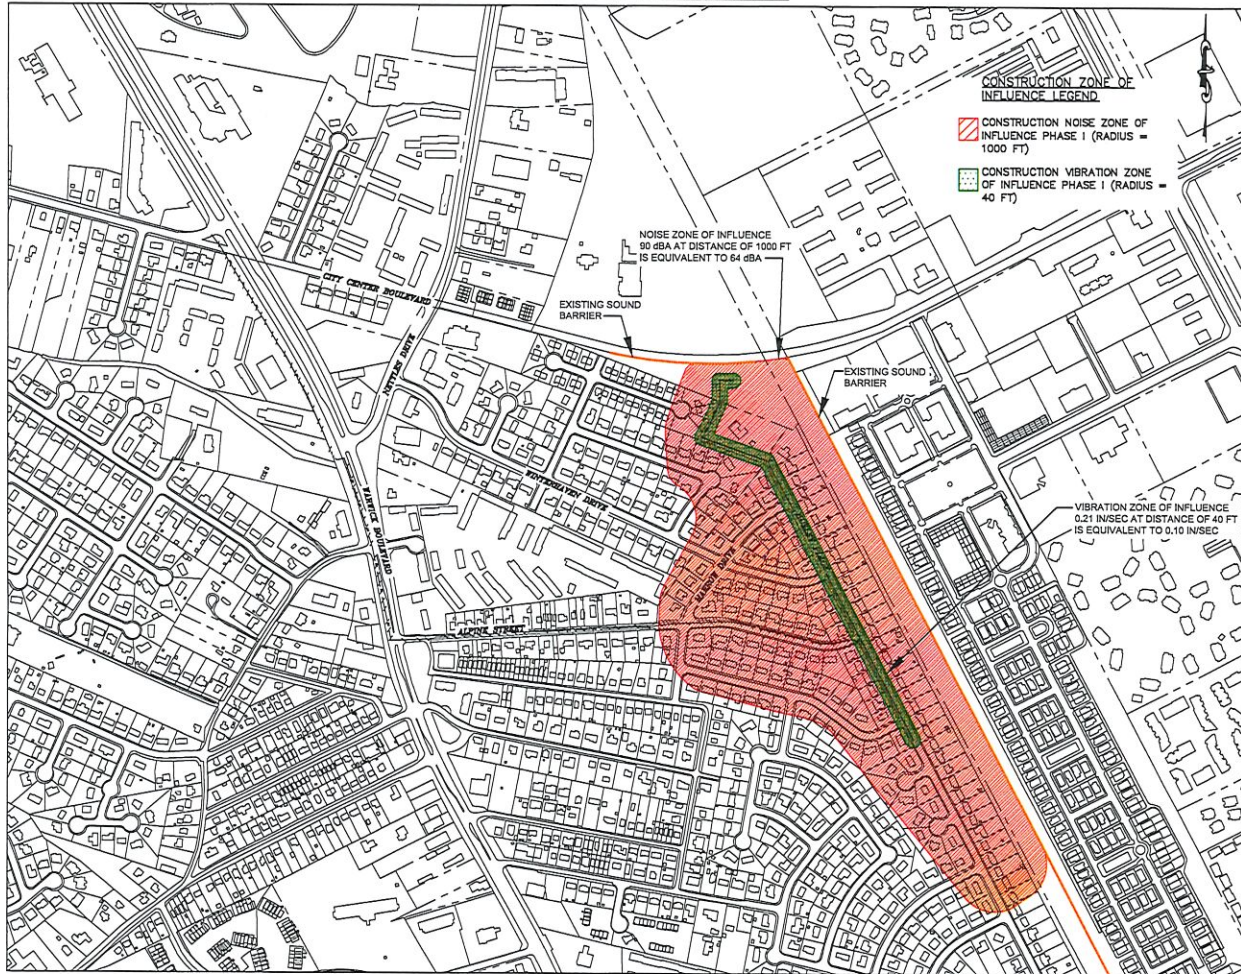 CONSTRUCTION ZONE OF
INFLUENCE LEGEND
CONSTRUCTION NOISE ZONE OF
INFLUENCE PHASE I (RADIUS =
1000 FT)
CONSTRUCTION VIBRATION ZONE
OF INFLUENCE PHASE I (RADIUS =
40 FT)
NOISE ZONE OF INFLUENCE
90 dBA AT DISTANCE OF 1000 FT
IS EQUIVALENT TO 64 dBA
CITY CENTER BOULEVARD
EXISTING SOUND
BARRIER
NETTLES DRIVE
EXISTING SOUND
BARRIER
WINTERHAVEN DRIVE
WARWICK BOULEVARD
VIBRATION ZONE OF INFLUENCE
0.21 IN/SEC AT DISTANCE OF 40 FT
IS EQUIVALENT TO 0.10 IN/SEC
DRIVE
ALPINE STREET